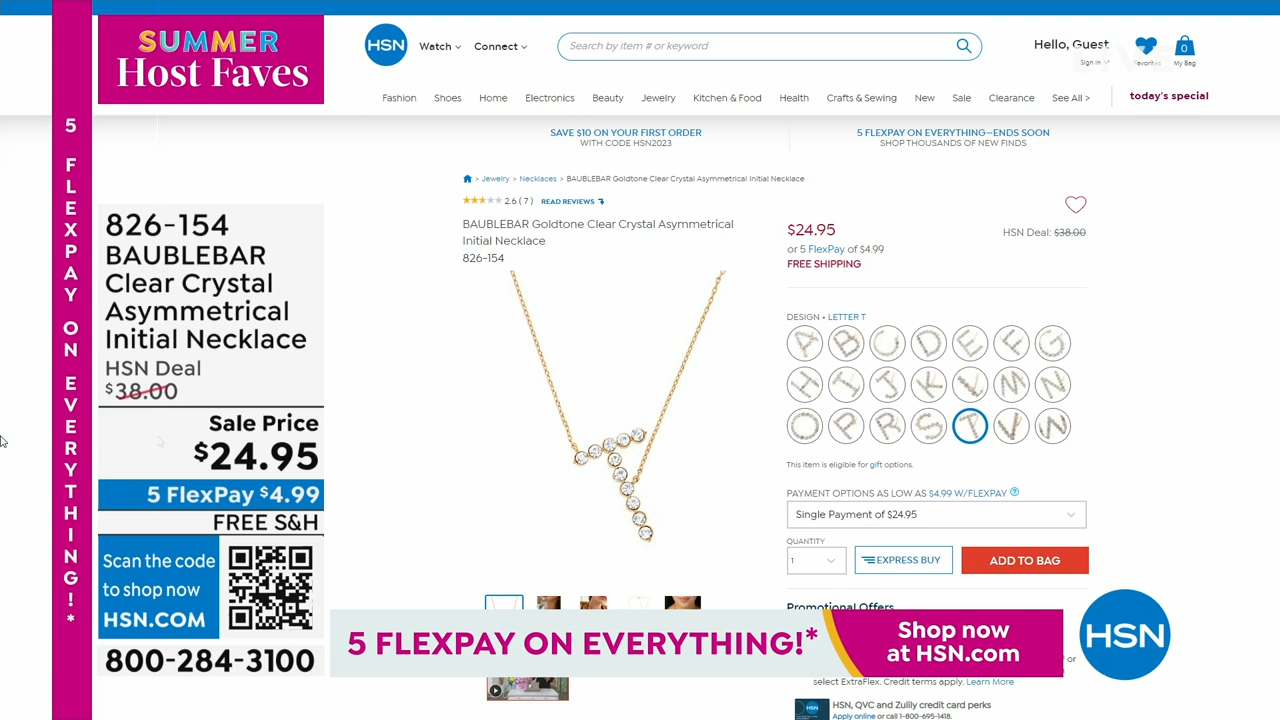 5 FLEXPAY ON EVERYTHING!*
SUMMER
Host Faves
826-154
BAUBLEBAR
Clear Crystal
Asymmetrical
Initial Necklace
HSN Deal
$38.00
Sale Price
$24.95
5 FlexPay $4.99
FREE S&H
Scan the code
to shop now
HSN.COM
800-284-3100
HSN
Watch
Connect
Search by item # or keyword
Hello, Guest
Sign In
Favorites
0
My Bag
Fashion Shoes Home Electronics Beauty Jewelry Kitchen & Food Health Crafts & Sewing New Sale Clearance See All > today's special
SAVE $10 ON YOUR FIRST ORDER
WITH CODE HSN2023
5 FLEXPAY ON EVERYTHING—ENDS SOON
SHOP THOUSANDS OF NEW FINDS
> Jewelry > Necklaces > BAUBLEBAR Goldtone Clear Crystal Asymmetrical Initial Necklace
2.6 ( 7 ) READ REVIEWS
BAUBLEBAR Goldtone Clear Crystal Asymmetrical
Initial Necklace
826-154
$24.95
HSN Deal: $38.00
or 5 FlexPay of $4.99
FREE SHIPPING
DESIGN • LETTER T
A B C D E F G
H I J K L M N
O P R S T V W
This item is eligible for gift options.
PAYMENT OPTIONS AS LOW AS $4.99 W/FLEXPAY ?
Single Payment of $24.95
QUANTITY
1
EXPRESS BUY
ADD TO BAG
Promotional Offers
5 FLEXPAY ON EVERYTHING!*
Shop now
at HSN.com
HSN
or
select ExtraFlex. Credit terms apply. Learn More
HSN
HSN, QVC and Zulily credit card perks
Apply online or call 1-800-695-1418.